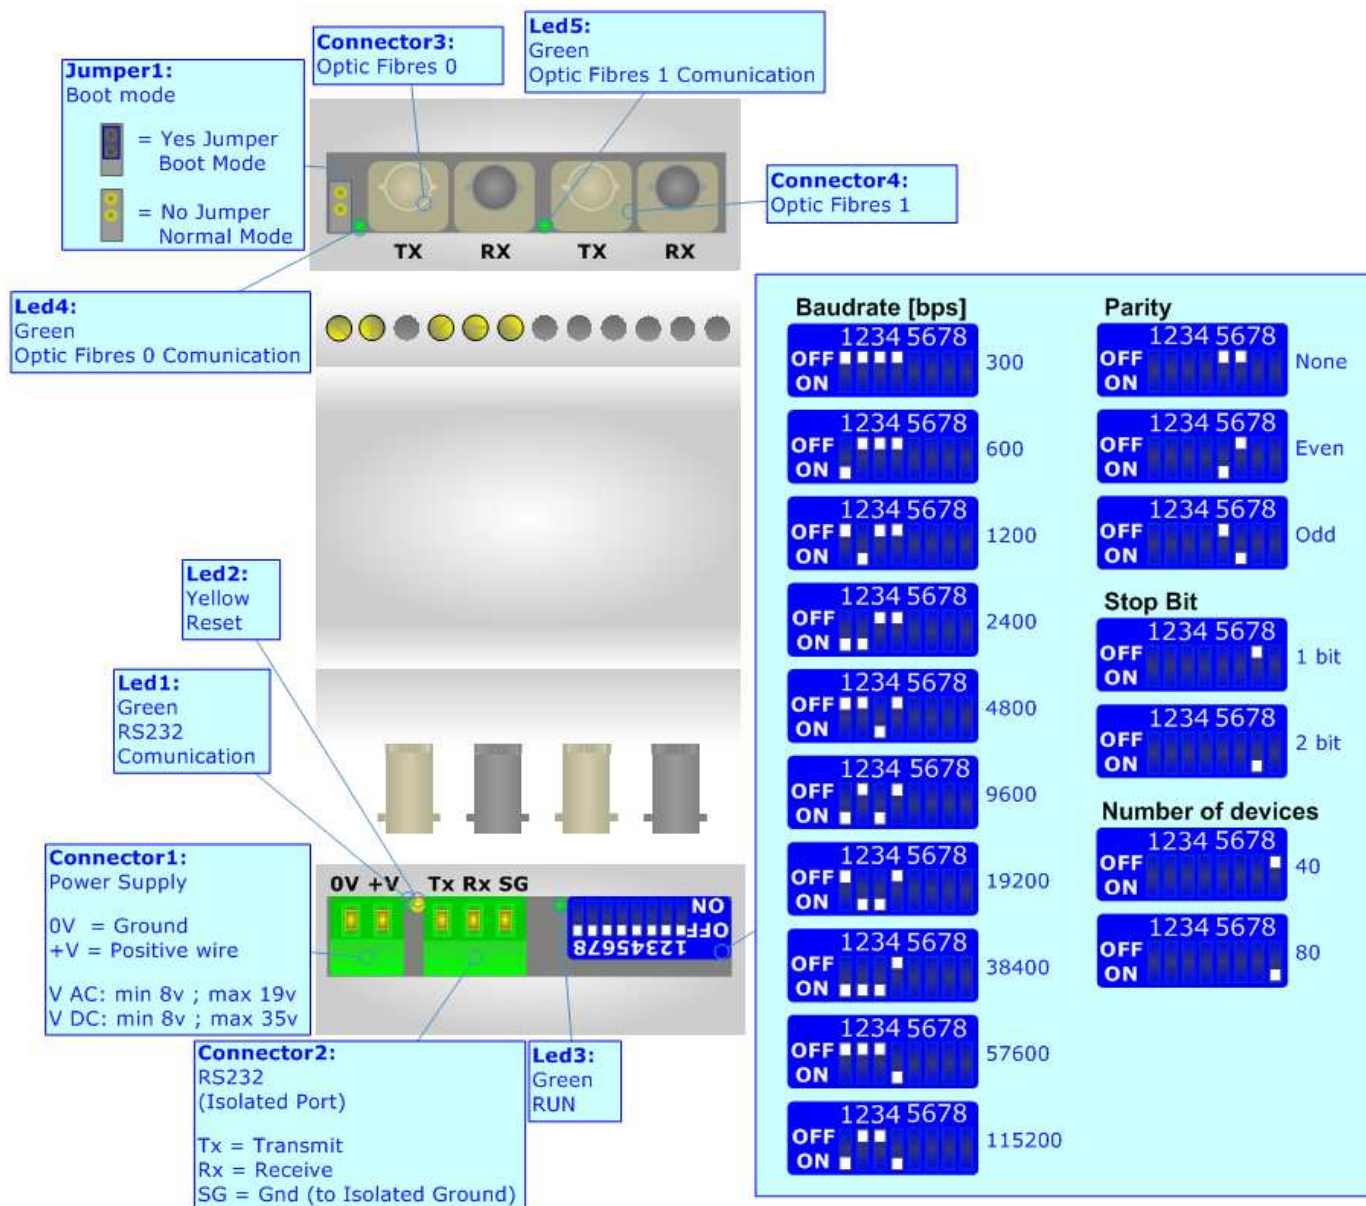 Jumper1:
Boot mode
= Yes Jumper
Boot Mode
= No Jumper
Normal Mode
Connector3:
Optic Fibres 0
Led5:
Green
Optic Fibres 1 Comunication
Connector4:
Optic Fibres 1
TX RX TX RX
Led4:
Green
Optic Fibres 0 Comunication
Led2:
Yellow
Reset
Led1:
Green
RS232
Comunication
Connector1:
Power Supply
0V = Ground
+V = Positive wire
V AC: min 8v ; max 19v
V DC: min 8v ; max 35v
0V +V Tx Rx SG
ON
OFF
12345678
Connector2:
RS232
(Isolated Port)
Tx = Transmit
Rx = Receive
SG = Gnd (to Isolated Ground)
Led3:
Green
RUN
Baudrate [bps]
1234 5678
OFF
ON
300
1234 5678
OFF
ON
600
1234 5678
OFF
ON
1200
1234 5678
OFF
ON
2400
1234 5678
OFF
ON
4800
1234 5678
OFF
ON
9600
1234 5678
OFF
ON
19200
1234 5678
OFF
ON
38400
1234 5678
OFF
ON
57600
1234 5678
OFF
ON
115200
Parity
1234 5678
OFF
ON
None
1234 5678
OFF
ON
Even
1234 5678
OFF
ON
Odd
Stop Bit
1234 5678
OFF
ON
1 bit
1234 5678
OFF
ON
2 bit
Number of devices
1234 5678
OFF
ON
40
1234 5678
OFF
ON
80